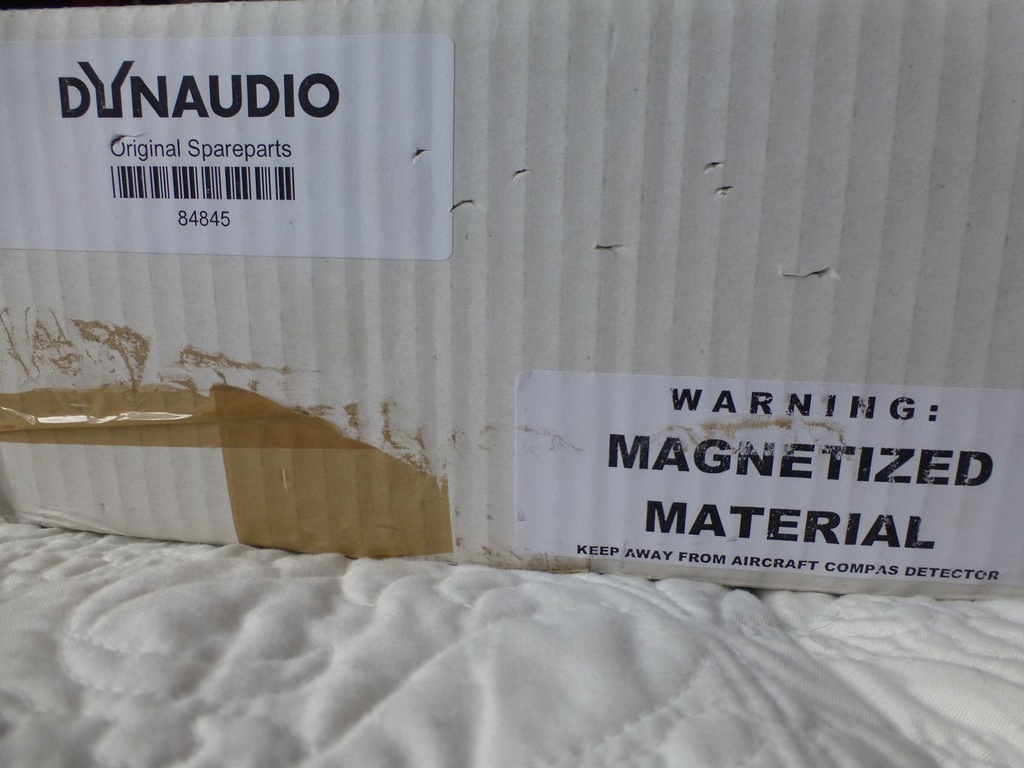 DYNAUDIO
Original Spareparts
84845
WARNING:
MAGNETIZED
MATERIAL
KEEP AWAY FROM AIRCRAFT COMPAS DETECTOR